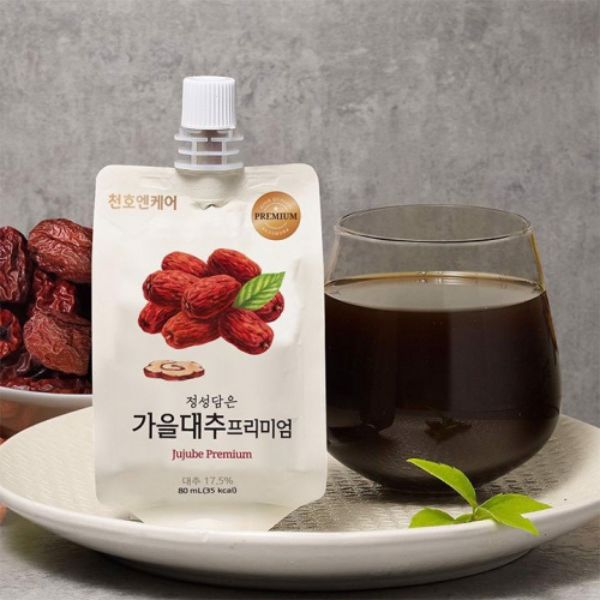 천호엔케어
PREMIUM
정성담은
가을대추프리미엄
Jujube Premium
대추 17.5%
80 mL(35 kcal)